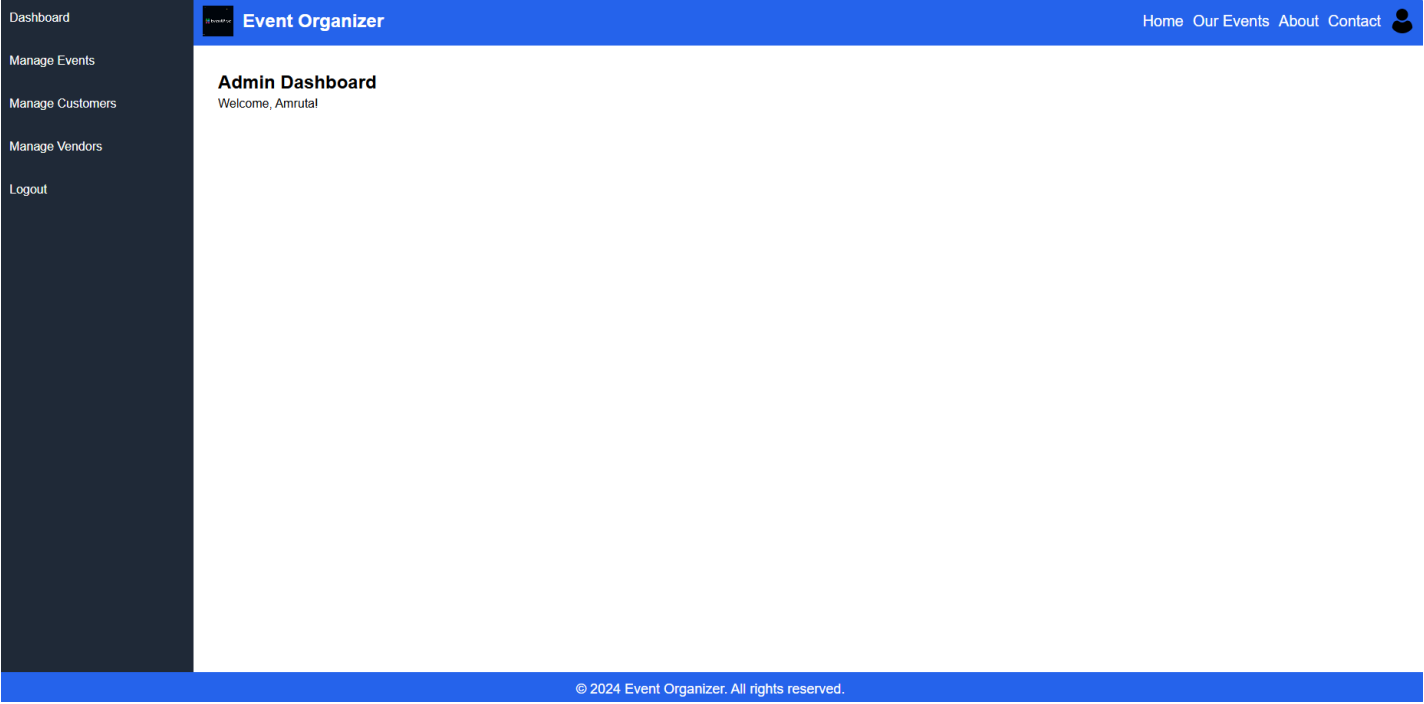 Dashboard
Manage Events
Manage Customers
Manage Vendors
Logout
Event Organizer
Home Our Events About Contact
Admin Dashboard
Welcome, Amruta!
© 2024 Event Organizer. All rights reserved.